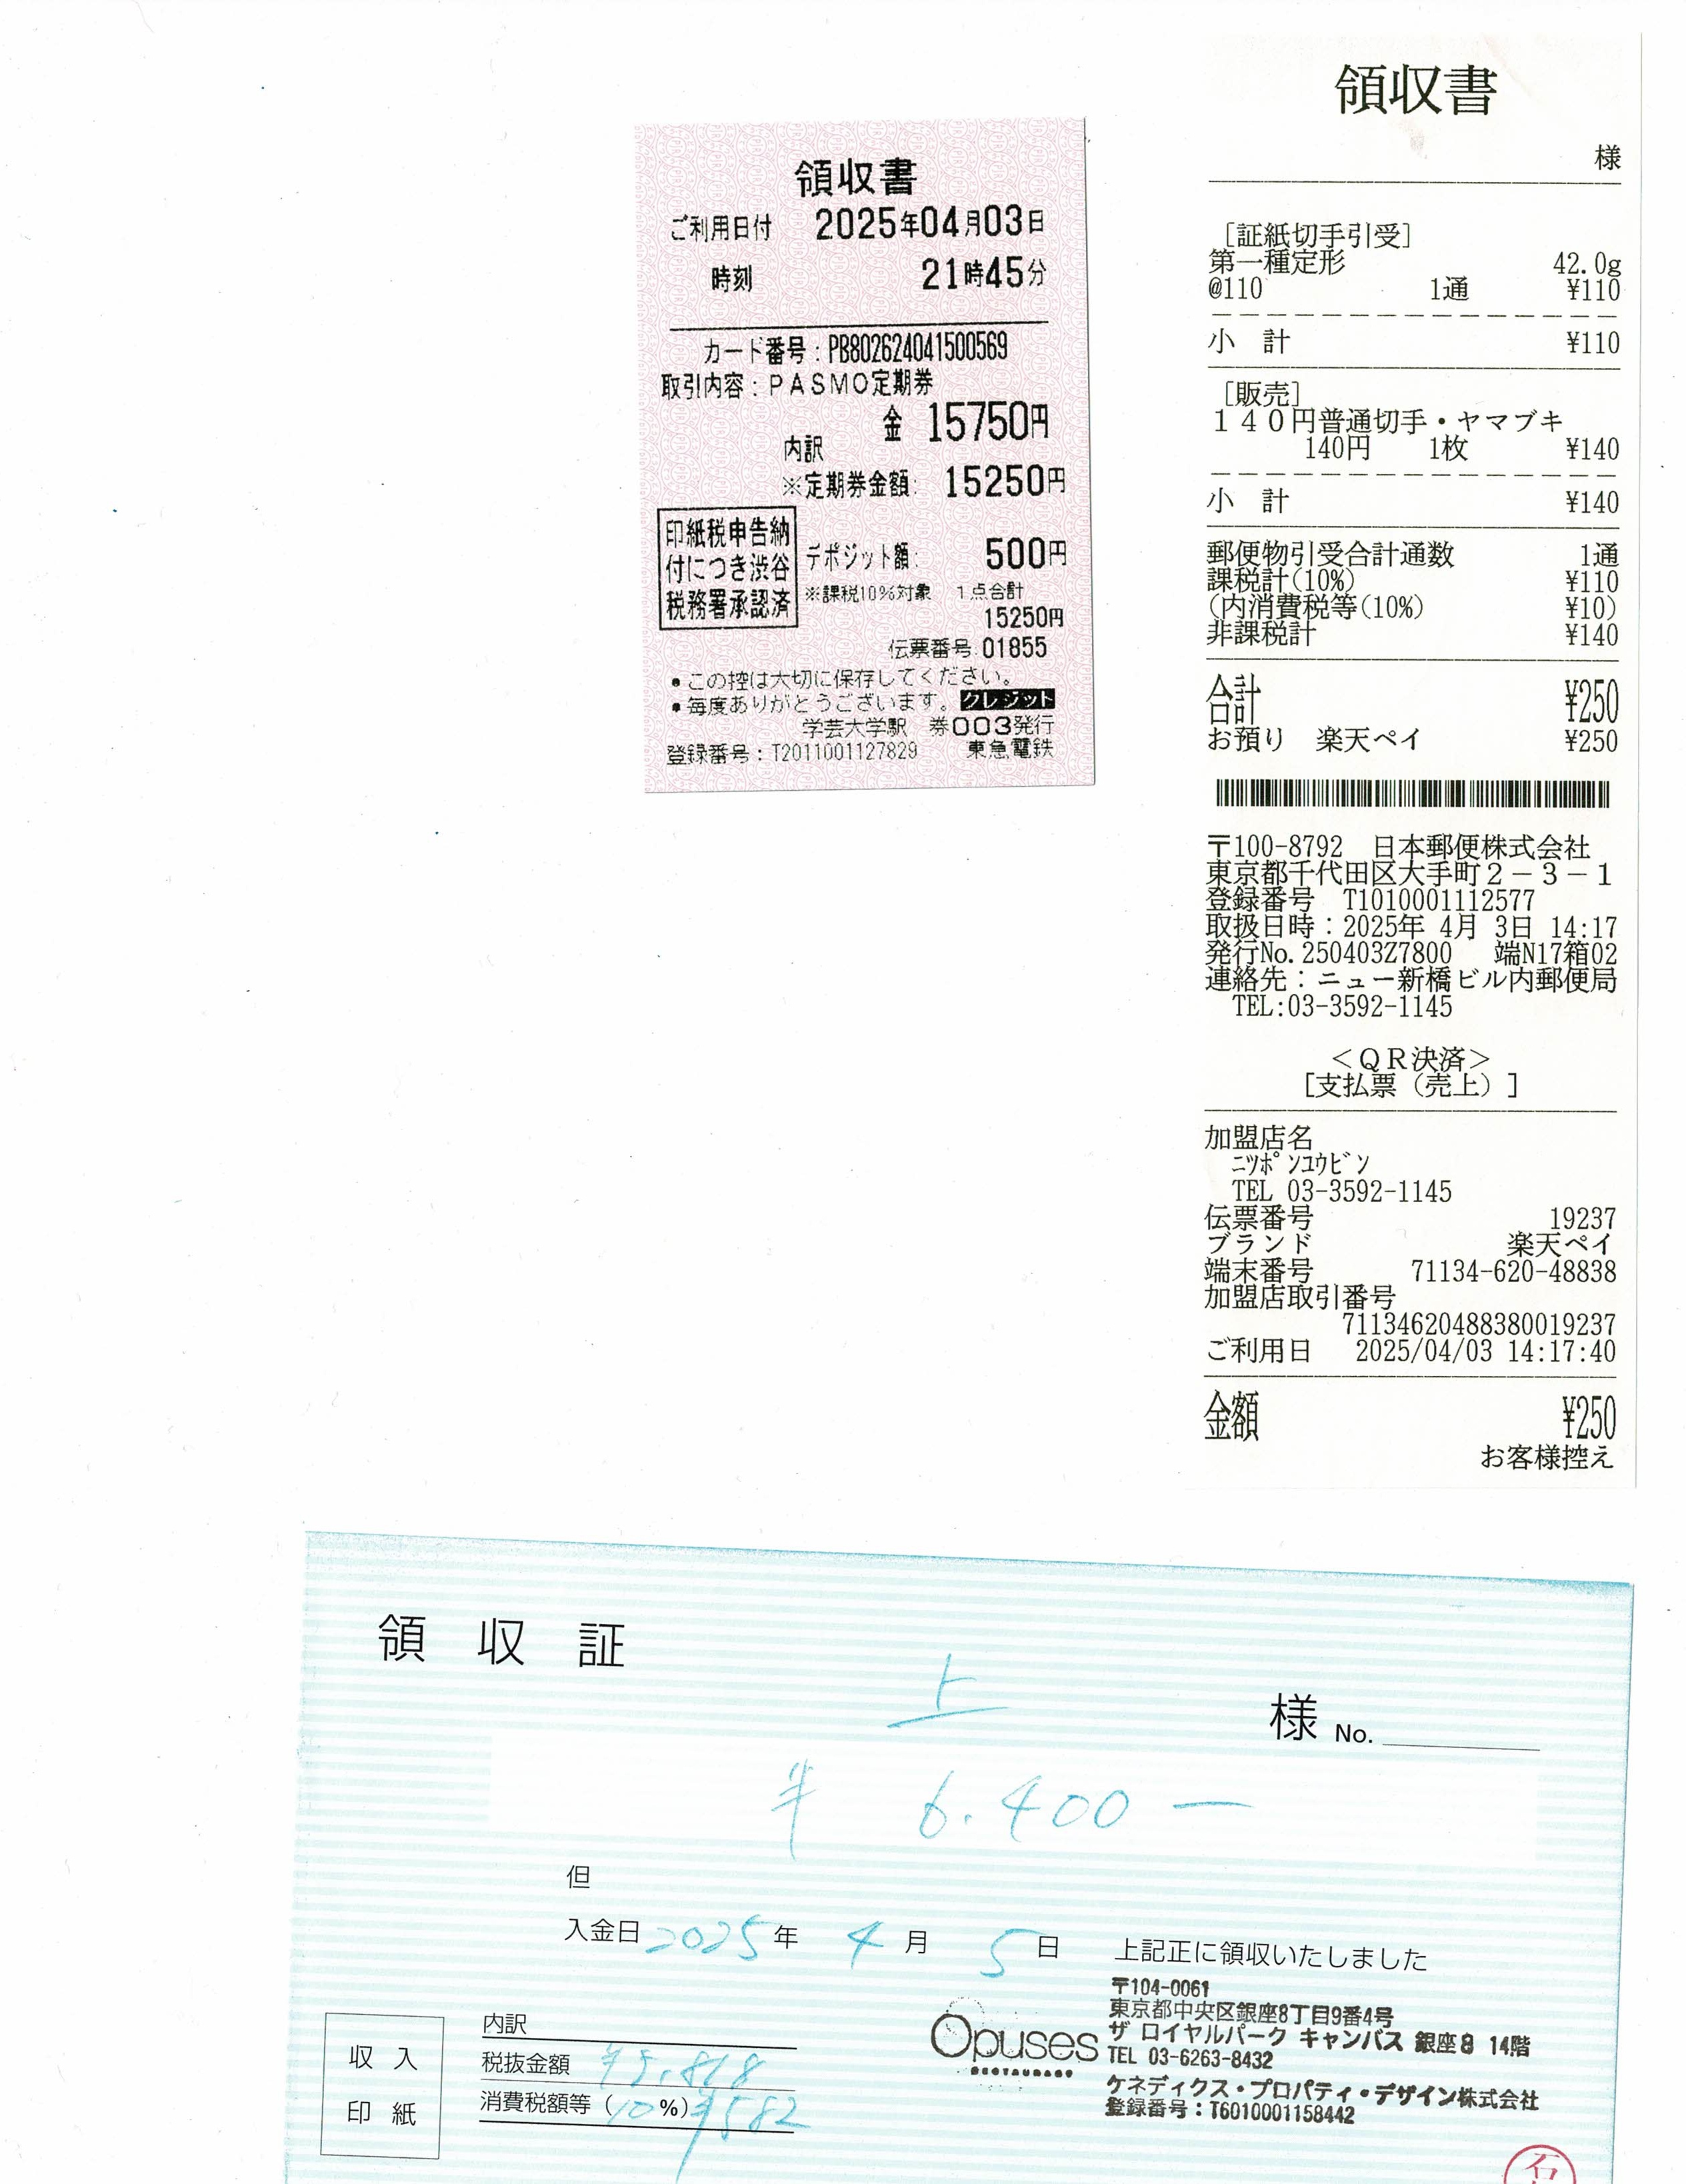 領収書
ご利用日付 2025年04月03日
時刻 21時45分
カード番号：PB802624041500569
取引内容：PASMO定期券
金 15750円
内訳
※定期券金額： 15250円
印紙税申告納
付につき渋谷
税務署承認済
デポジット額： 500円
※課税10％対象 1点合計
15250円
伝票番号 01855
•この控は大切に保存してください。
•毎度ありがとうございます。 クレジット
学芸大学駅 券003発行
登録番号：T2011001127829 東急電鉄
領収書
様
[証紙切手引受]
第一種定形 42.0g
@110 1通 ¥110
小 計 ¥110
[販売]
１４０円普通切手・ヤマブキ
140円 1枚 ¥140
小 計 ¥140
郵便物引受合計通数 1通
課税計(10%) ¥110
(内消費税等(10%) ¥10)
非課税計 ¥140
合計 ¥250
お預り 楽天ペイ ¥250
〒100-8792 日本郵便株式会社
東京都千代田区大手町２－３－１
登録番号 T1010001112577
取扱日時：2025年 4月 3日 14:17
発行No.250403Z7800 端N17箱02
連絡先：ニュー新橋ビル内郵便局
TEL:03-3592-1145
＜ＱＲ決済＞
[支払票（売上）]
加盟店名
ﾆﾂﾎﾟﾝﾕｳﾋﾞﾝ
TEL 03-3592-1145
伝票番号 19237
ブランド 楽天ペイ
端末番号 71134-620-48838
加盟店取引番号
71134620488380019237
ご利用日 2025/04/03 14:17:40
金額 ¥250
お客様控え
領 収 証
上 様 No.
¥ 6.400 —
但
入金日 2025 年 4 月 5 日 上記正に領収いたしました
〒104-0061
東京都中央区銀座8丁目9番4号
ザ ロイヤルパーク キャンバス 銀座8 14階
TEL 03-6263-8432
Opuses
RESTAURANT
ケネディクス・プロパティ・デザイン株式会社
登録番号：T6010001158442
収 入
印 紙
内訳
税抜金額 ¥5.818
消費税額等（10%）¥582
石